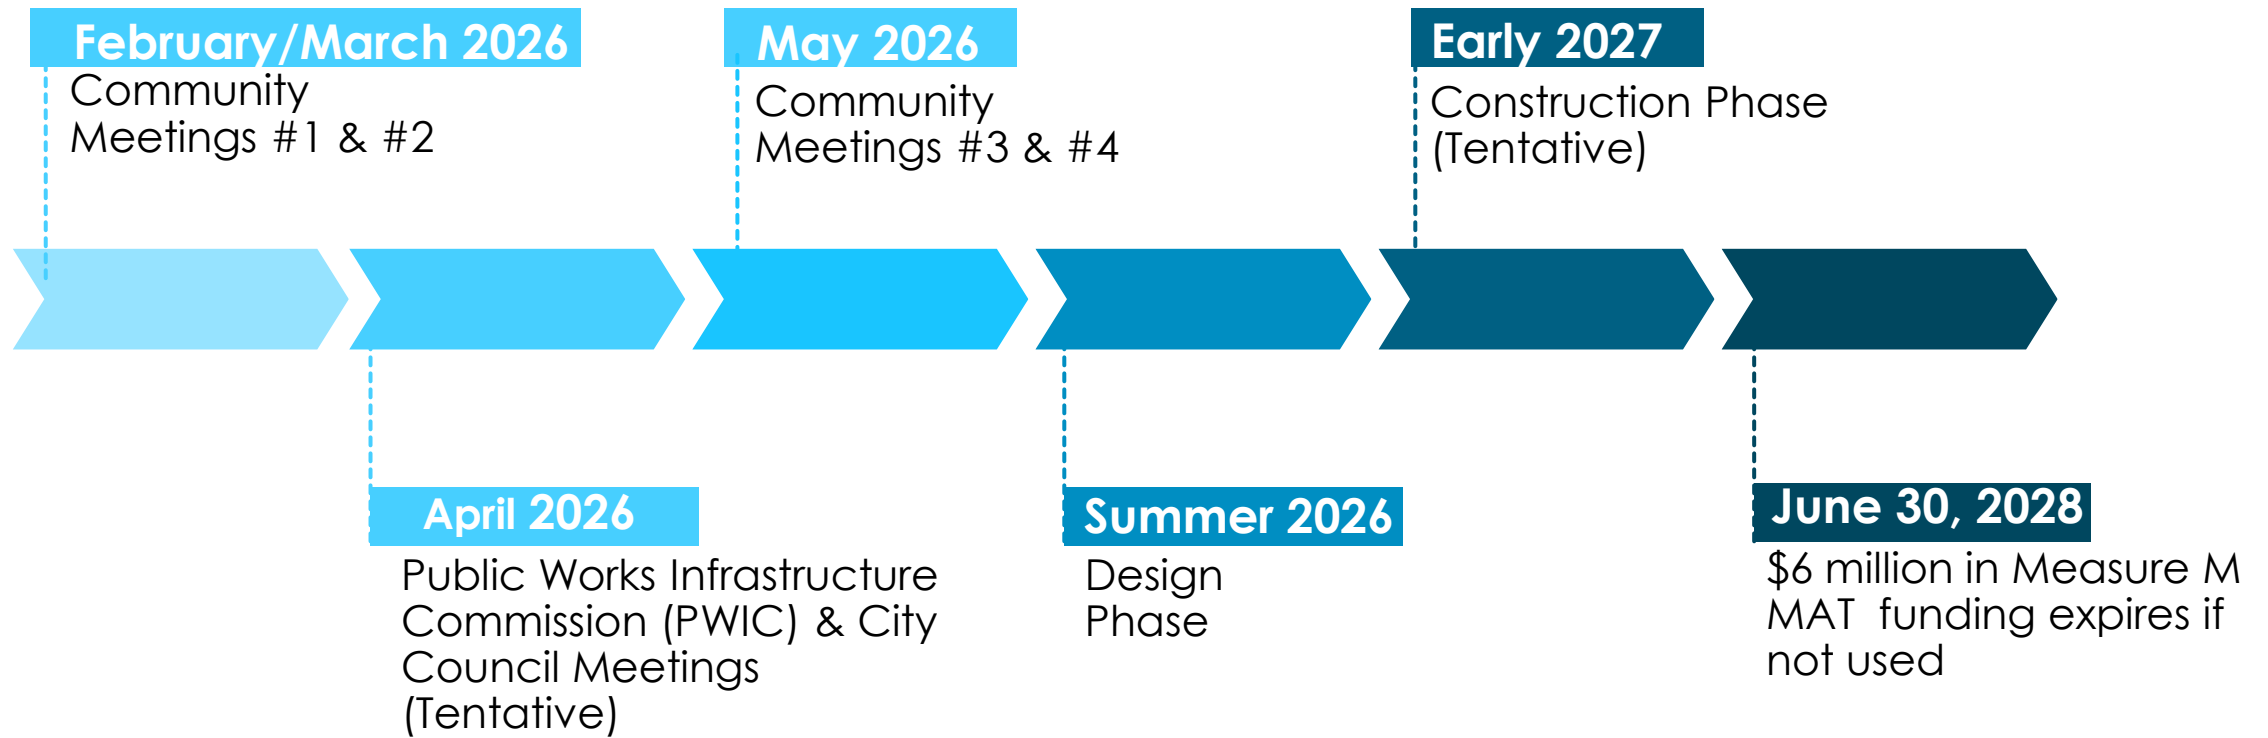 February/March 2026
Community
Meetings #1 & #2
May 2026
Community
Meetings #3 & #4
Early 2027
Construction Phase
(Tentative)
April 2026
Public Works Infrastructure
Commission (PWIC) & City
Council Meetings
(Tentative)
Summer 2026
Design
Phase
June 30, 2028
$6 million in Measure M
MAT funding expires if
not used